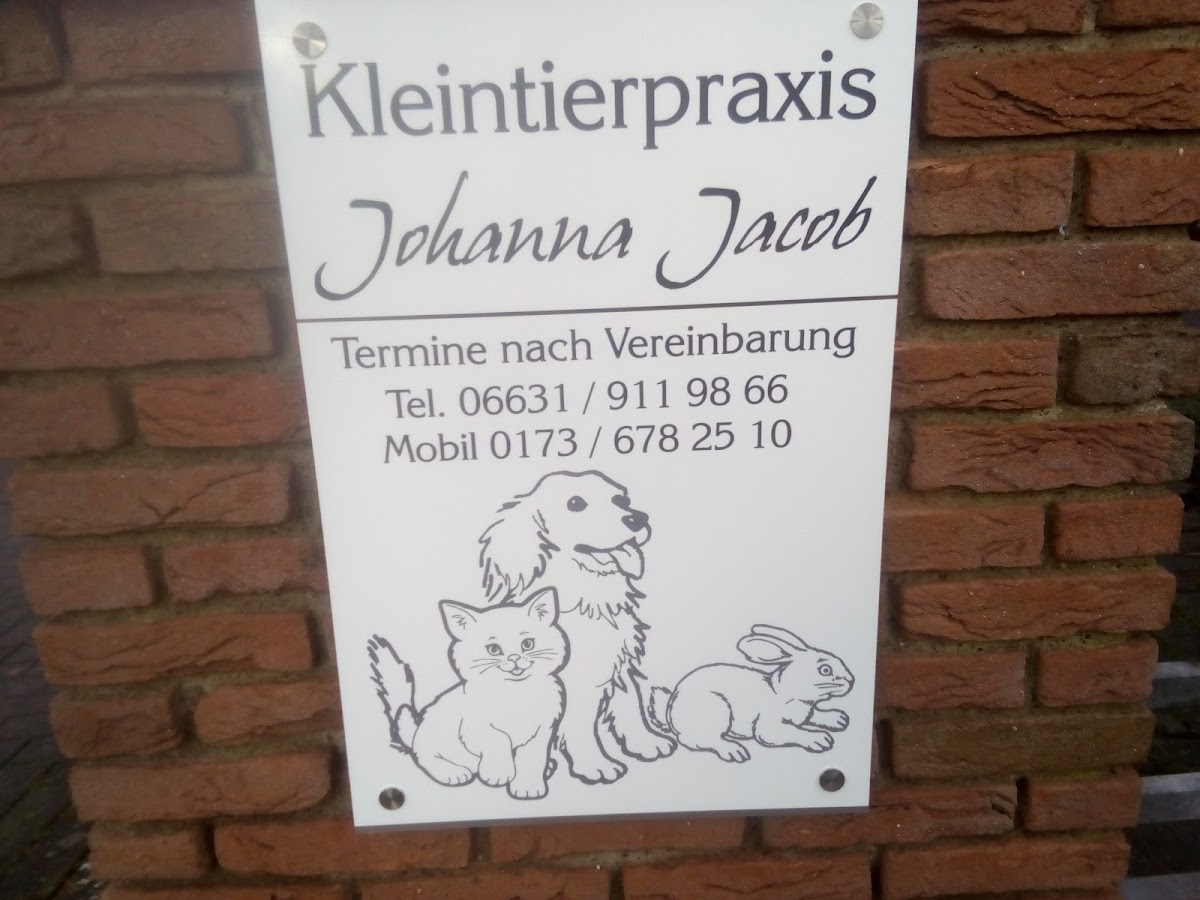 Kleintierpraxis
Johanna Jacob
Termine nach Vereinbarung
Tel. 06631 / 911 98 66
Mobil 0173 / 678 25 10